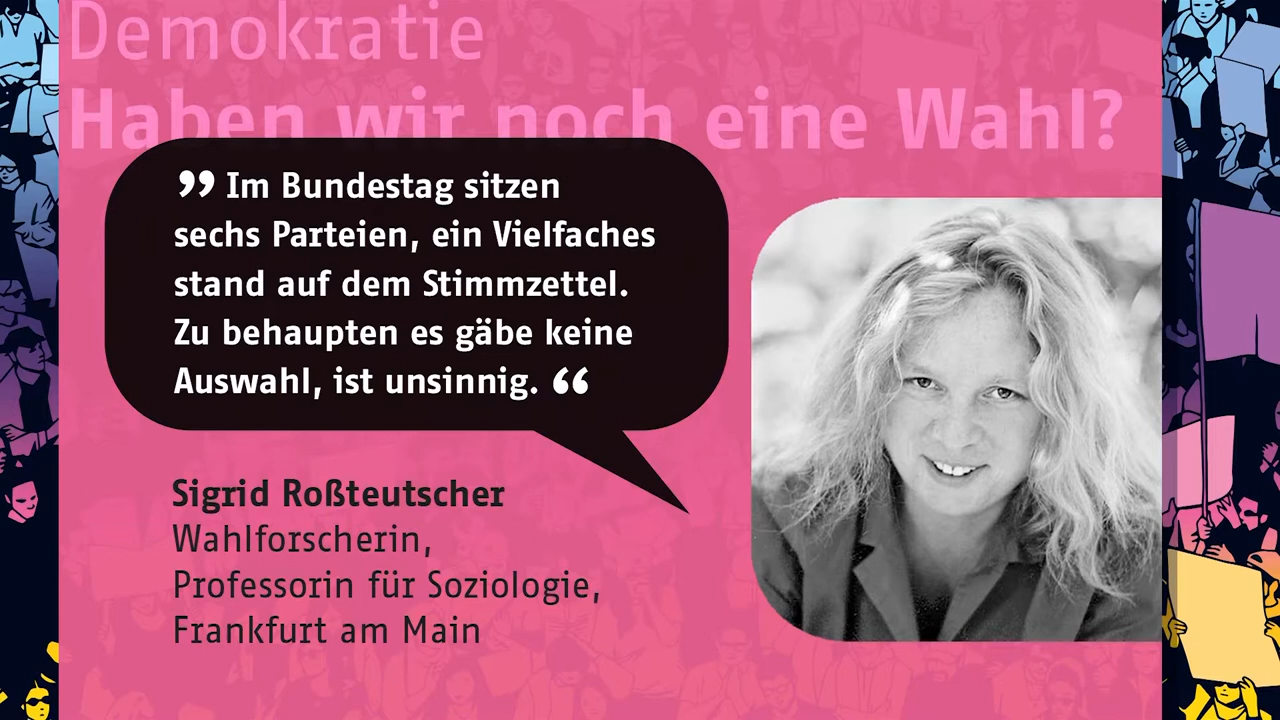 Demokratie
Haben wir noch eine Wahl?
” Im Bundestag sitzen
sechs Parteien, ein Vielfaches
stand auf dem Stimmzettel.
Zu behaupten es gäbe keine
Auswahl, ist unsinnig. “
Sigrid Roßteutscher
Wahlforscherin,
Professorin für Soziologie,
Frankfurt am Main